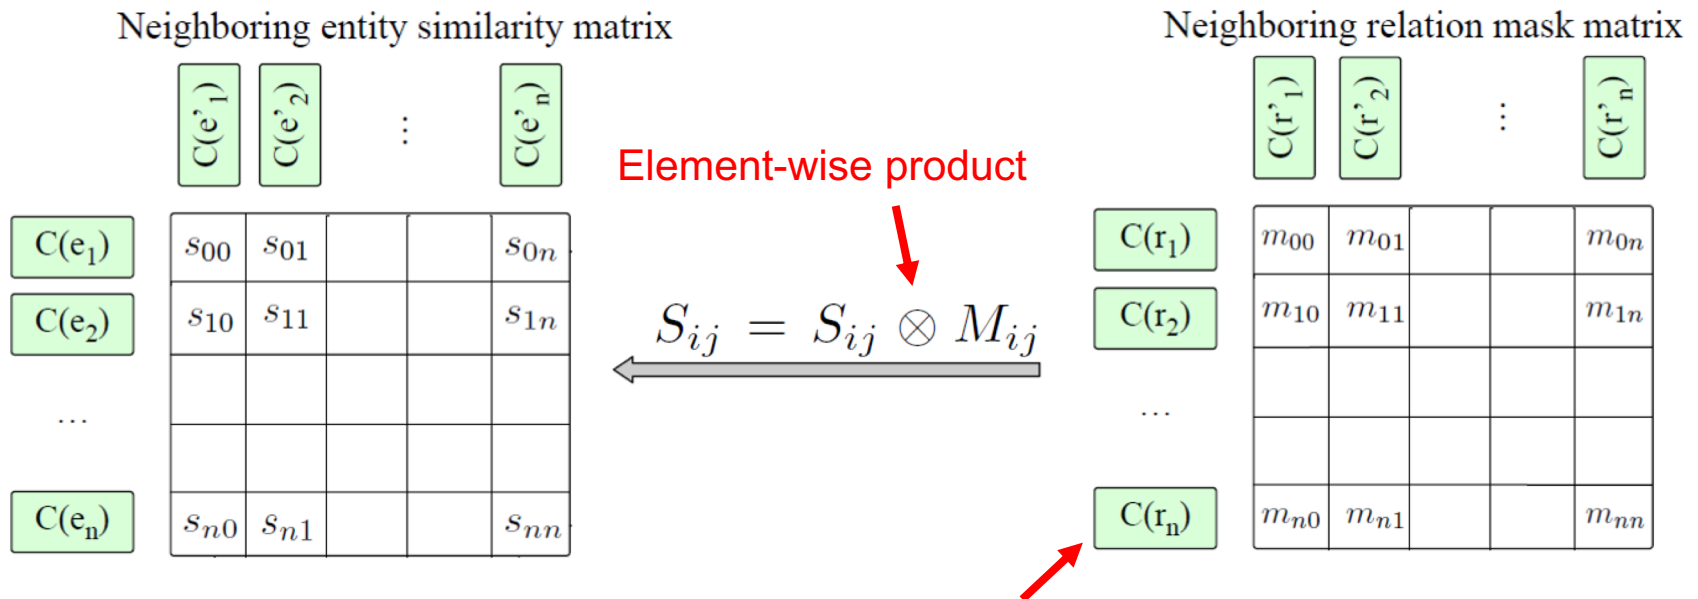 Neighboring entity similarity matrix
Neighboring relation mask matrix
C(e'₁) C(e'₂) ⋮ C(e'ₙ)
C(r'₁) C(r'₂) ⋮ C(r'ₙ)
Element-wise product
C(e₁) s₀₀ s₀₁ s₀ₙ
C(r₁) m₀₀ m₀₁ m₀ₙ
C(e₂) s₁₀ s₁₁ s₁ₙ
C(r₂) m₁₀ m₁₁ m₁ₙ
Sᵢⱼ = Sᵢⱼ ⊗ Mᵢⱼ
...
...
C(eₙ) sₙ₀ sₙ₁ sₙₙ
C(rₙ) mₙ₀ mₙ₁ mₙₙ